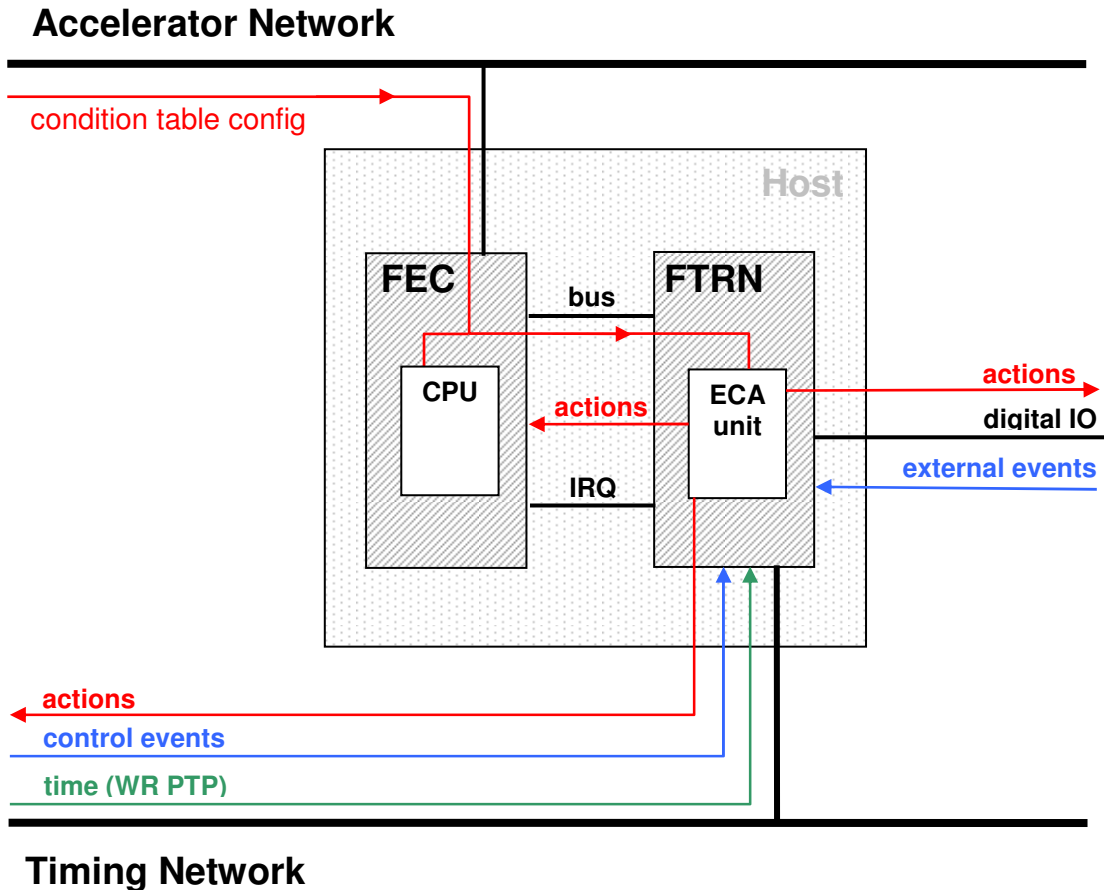 Accelerator Network
condition table config
Host
FEC
FTRN
bus
CPU
ECA
unit
actions
actions
digital IO
external events
IRQ
actions
control events
time (WR PTP)
Timing Network